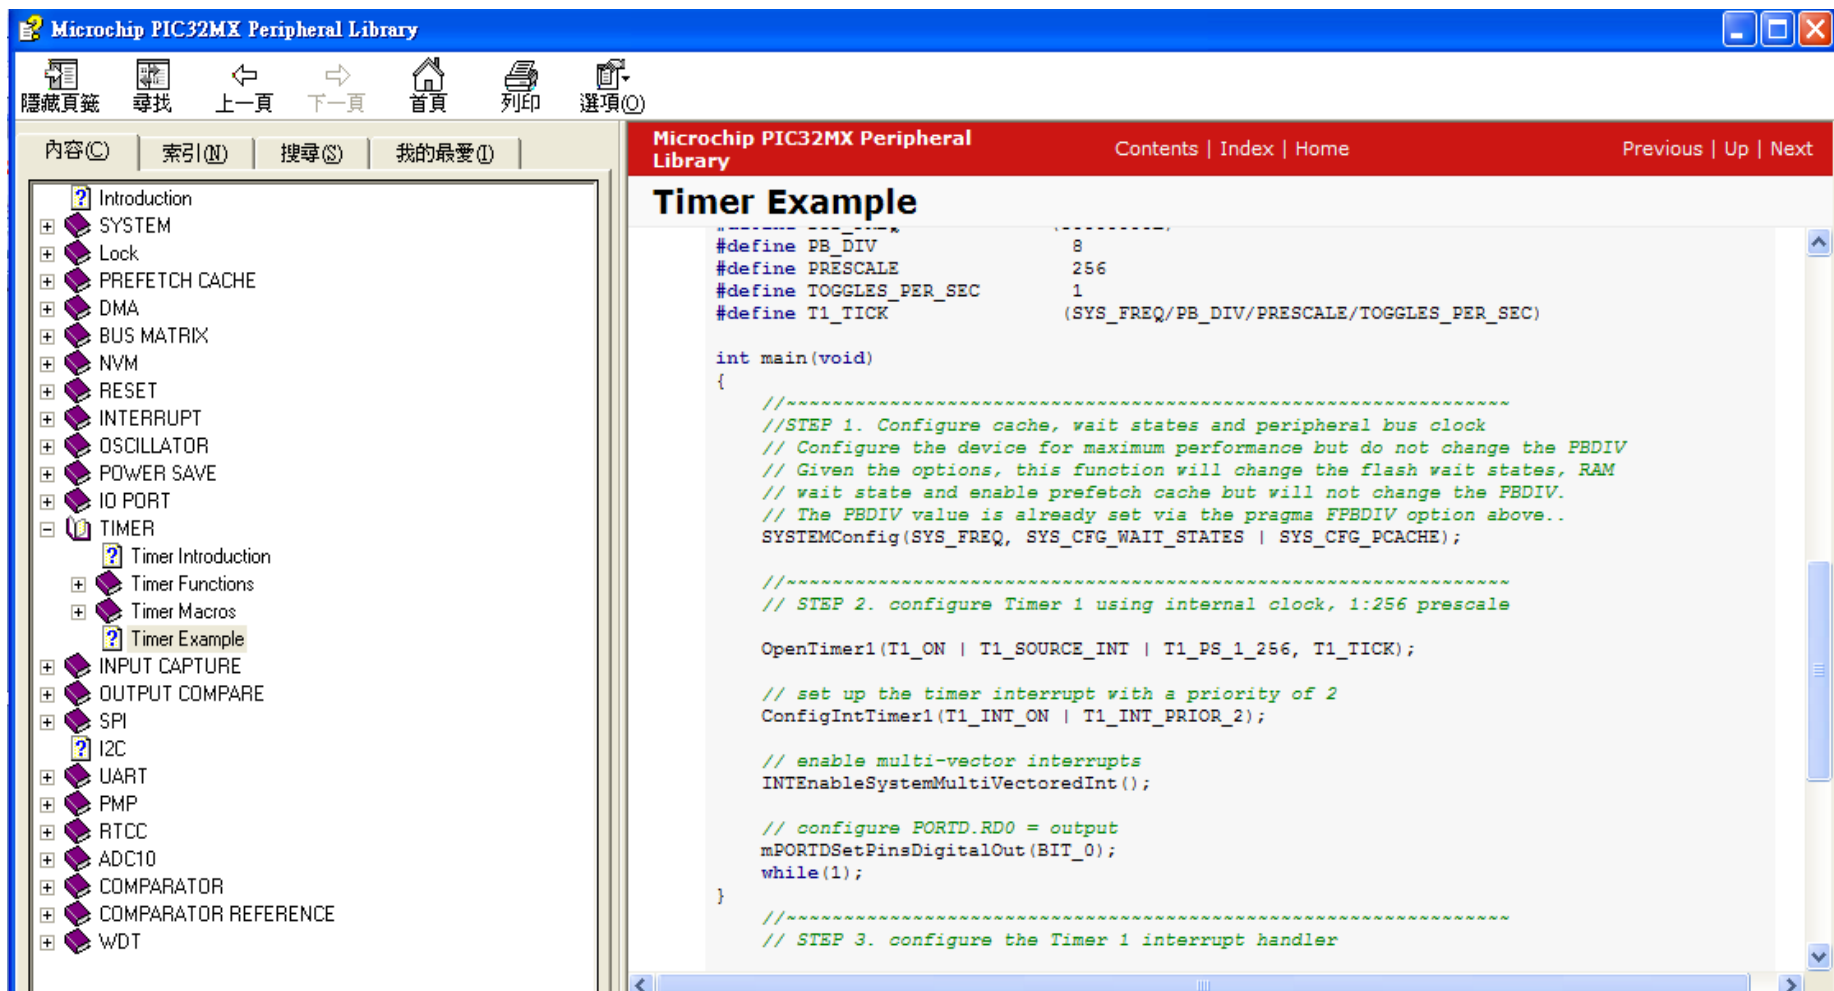 Microchip PIC32MX Peripheral Library
隱藏頁籤 尋找 上一頁 下一頁 首頁 列印 選項(O)
內容(C) 索引(N) 搜尋(S) 我的最愛(I)
Introduction
SYSTEM
Lock
PREFETCH CACHE
DMA
BUS MATRIX
NVM
RESET
INTERRUPT
OSCILLATOR
POWER SAVE
IO PORT
TIMER
Timer Introduction
Timer Functions
Timer Macros
Timer Example
INPUT CAPTURE
OUTPUT COMPARE
SPI
I2C
UART
PMP
RTCC
ADC10
COMPARATOR
COMPARATOR REFERENCE
WDT
Microchip PIC32MX Peripheral
Library
Contents | Index | Home
Previous | Up | Next
Timer Example
#define PB_DIV 8
#define PRESCALE 256
#define TOGGLES_PER_SEC 1
#define T1_TICK (SYS_FREQ/PB_DIV/PRESCALE/TOGGLES_PER_SEC)
int main(void)
{
//~~~~~~~~~~~~~~~~~~~~~~~~~~~~~~~~~~~~~~~~~~~~~~~~~~~~~~~~~~~~~~~
//STEP 1. Configure cache, wait states and peripheral bus clock
// Configure the device for maximum performance but do not change the PBDIV
// Given the options, this function will change the flash wait states, RAM
// wait state and enable prefetch cache but will not change the PBDIV.
// The PBDIV value is already set via the pragma FPBDIV option above..
SYSTEMConfig(SYS_FREQ, SYS_CFG_WAIT_STATES | SYS_CFG_PCACHE);
//~~~~~~~~~~~~~~~~~~~~~~~~~~~~~~~~~~~~~~~~~~~~~~~~~~~~~~~~~~~~~~~
// STEP 2. configure Timer 1 using internal clock, 1:256 prescale
OpenTimer1(T1_ON | T1_SOURCE_INT | T1_PS_1_256, T1_TICK);
// set up the timer interrupt with a priority of 2
ConfigIntTimer1(T1_INT_ON | T1_INT_PRIOR_2);
// enable multi-vector interrupts
INTEnableSystemMultiVectoredInt();
// configure PORTD.RD0 = output
mPORTDSetPinsDigitalOut(BIT_0);
while(1);
}
//~~~~~~~~~~~~~~~~~~~~~~~~~~~~~~~~~~~~~~~~~~~~~~~~~~~~~~~~~~~~~~~
// STEP 3. configure the Timer 1 interrupt handler